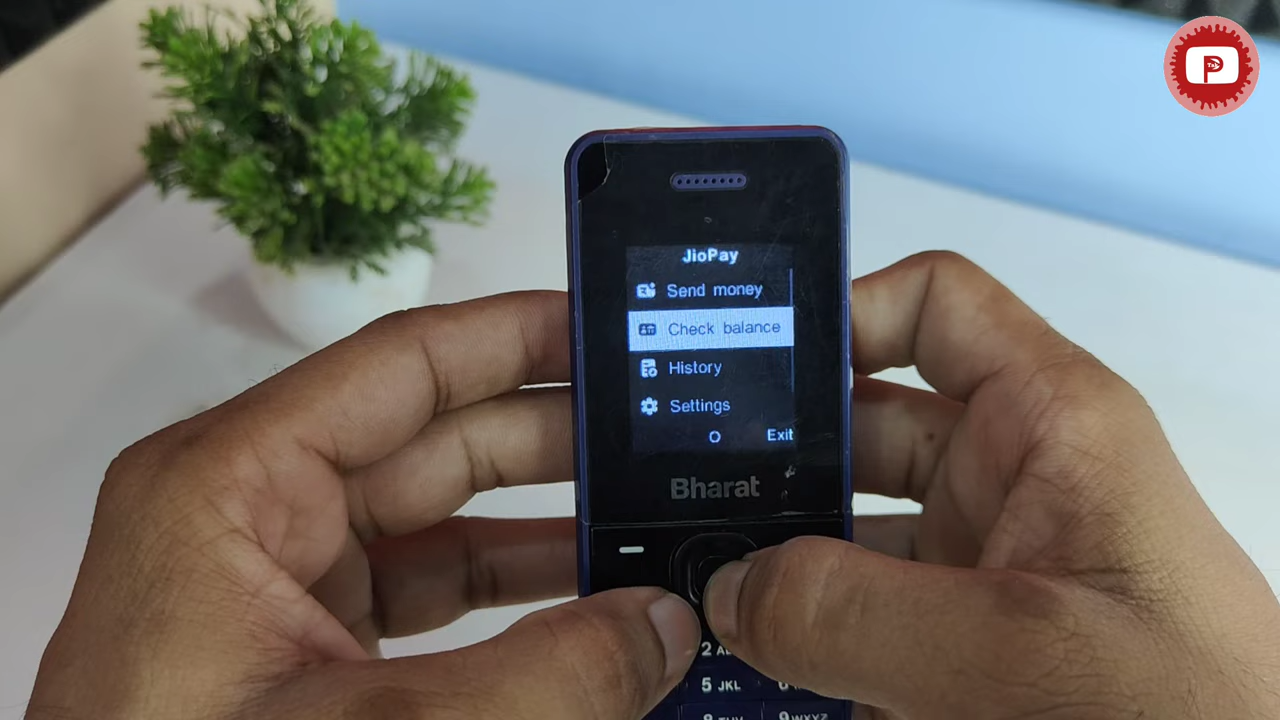 JioPay
Send money
Check balance
History
Settings
Exit
Bharat
2
5 JKL